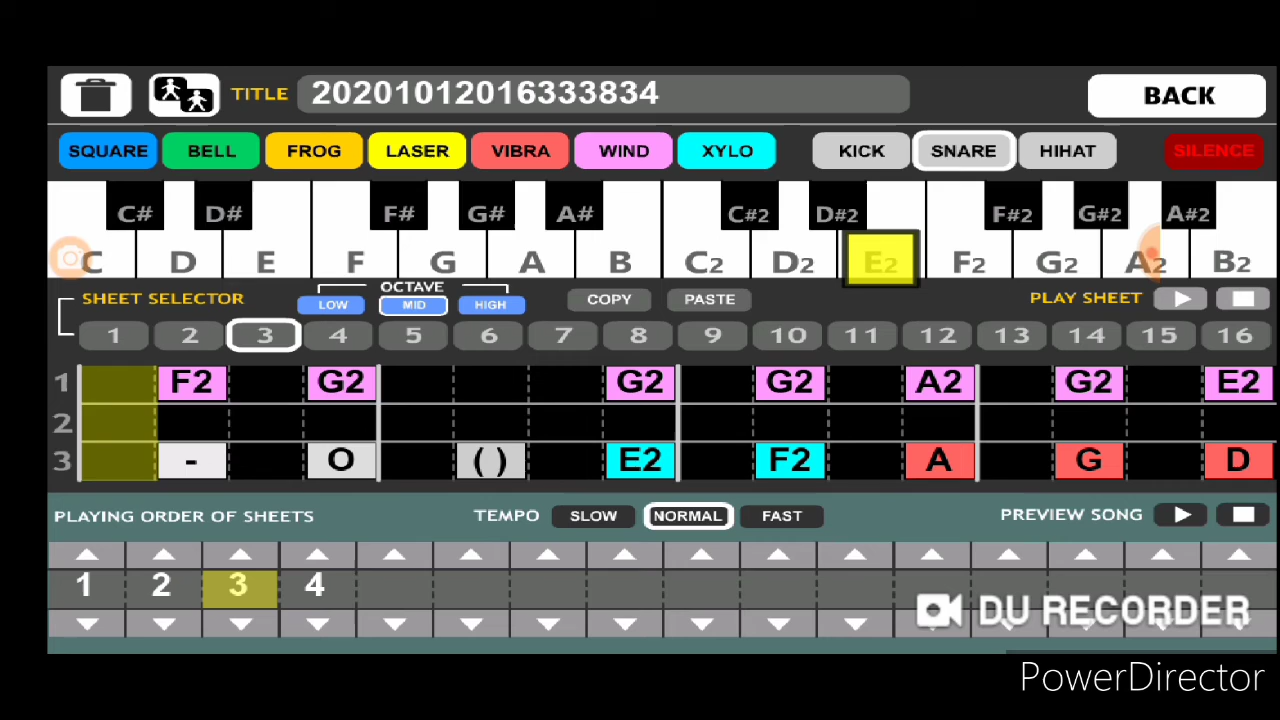 TITLE 20201012016333834 BACK
SQUARE BELL FROG LASER VIBRA WIND XYLO KICK SNARE HIHAT SILENCE
C# D# F# G# A# C#2 D#2 F#2 G#2 A#2
C D E F G A B C2 D2 E2 F2 G2 A2 B2
SHEET SELECTOR OCTAVE LOW MID HIGH COPY PASTE PLAY SHEET
1 2 3 4 5 6 7 8 9 10 11 12 13 14 15 16
1 F2 G2 G2 G2 A2 G2 E2
2
3 - O ( ) E2 F2 A G D
PLAYING ORDER OF SHEETS TEMPO SLOW NORMAL FAST PREVIEW SONG
1 2 3 4
DU RECORDER
PowerDirector